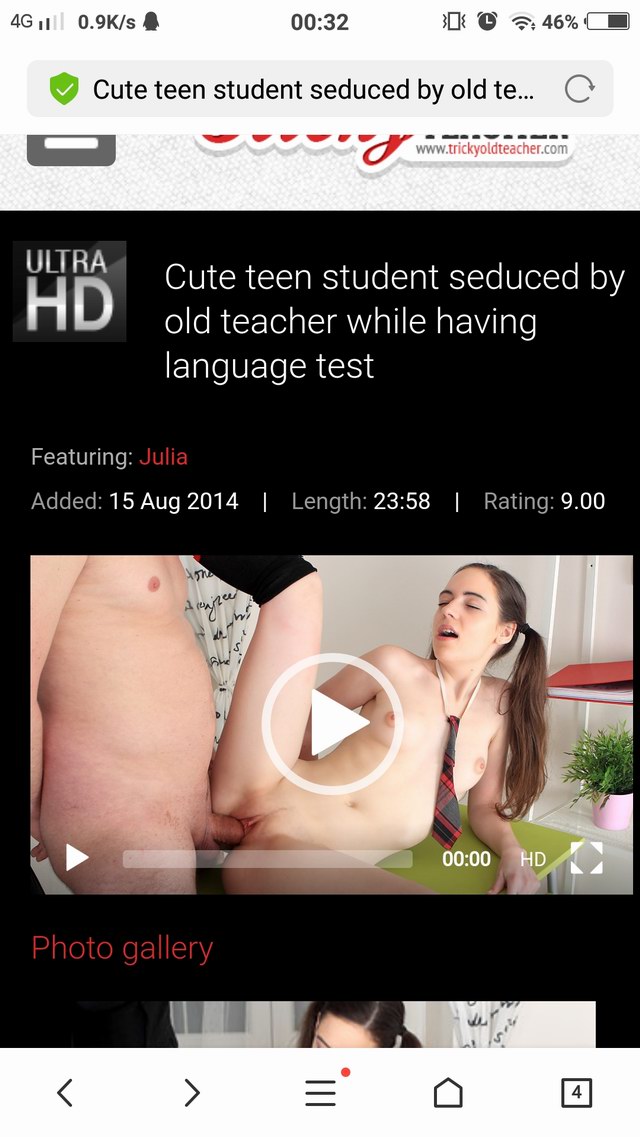 4G 0.9K/s 00:32 46%
Cute teen student seduced by old te...
www.trickyoldteacher.com
ULTRA
HD
Cute teen student seduced by
old teacher while having
language test
Featuring: Julia
Added: 15 Aug 2014 | Length: 23:58 | Rating: 9.00
00:00 HD
Photo gallery
4